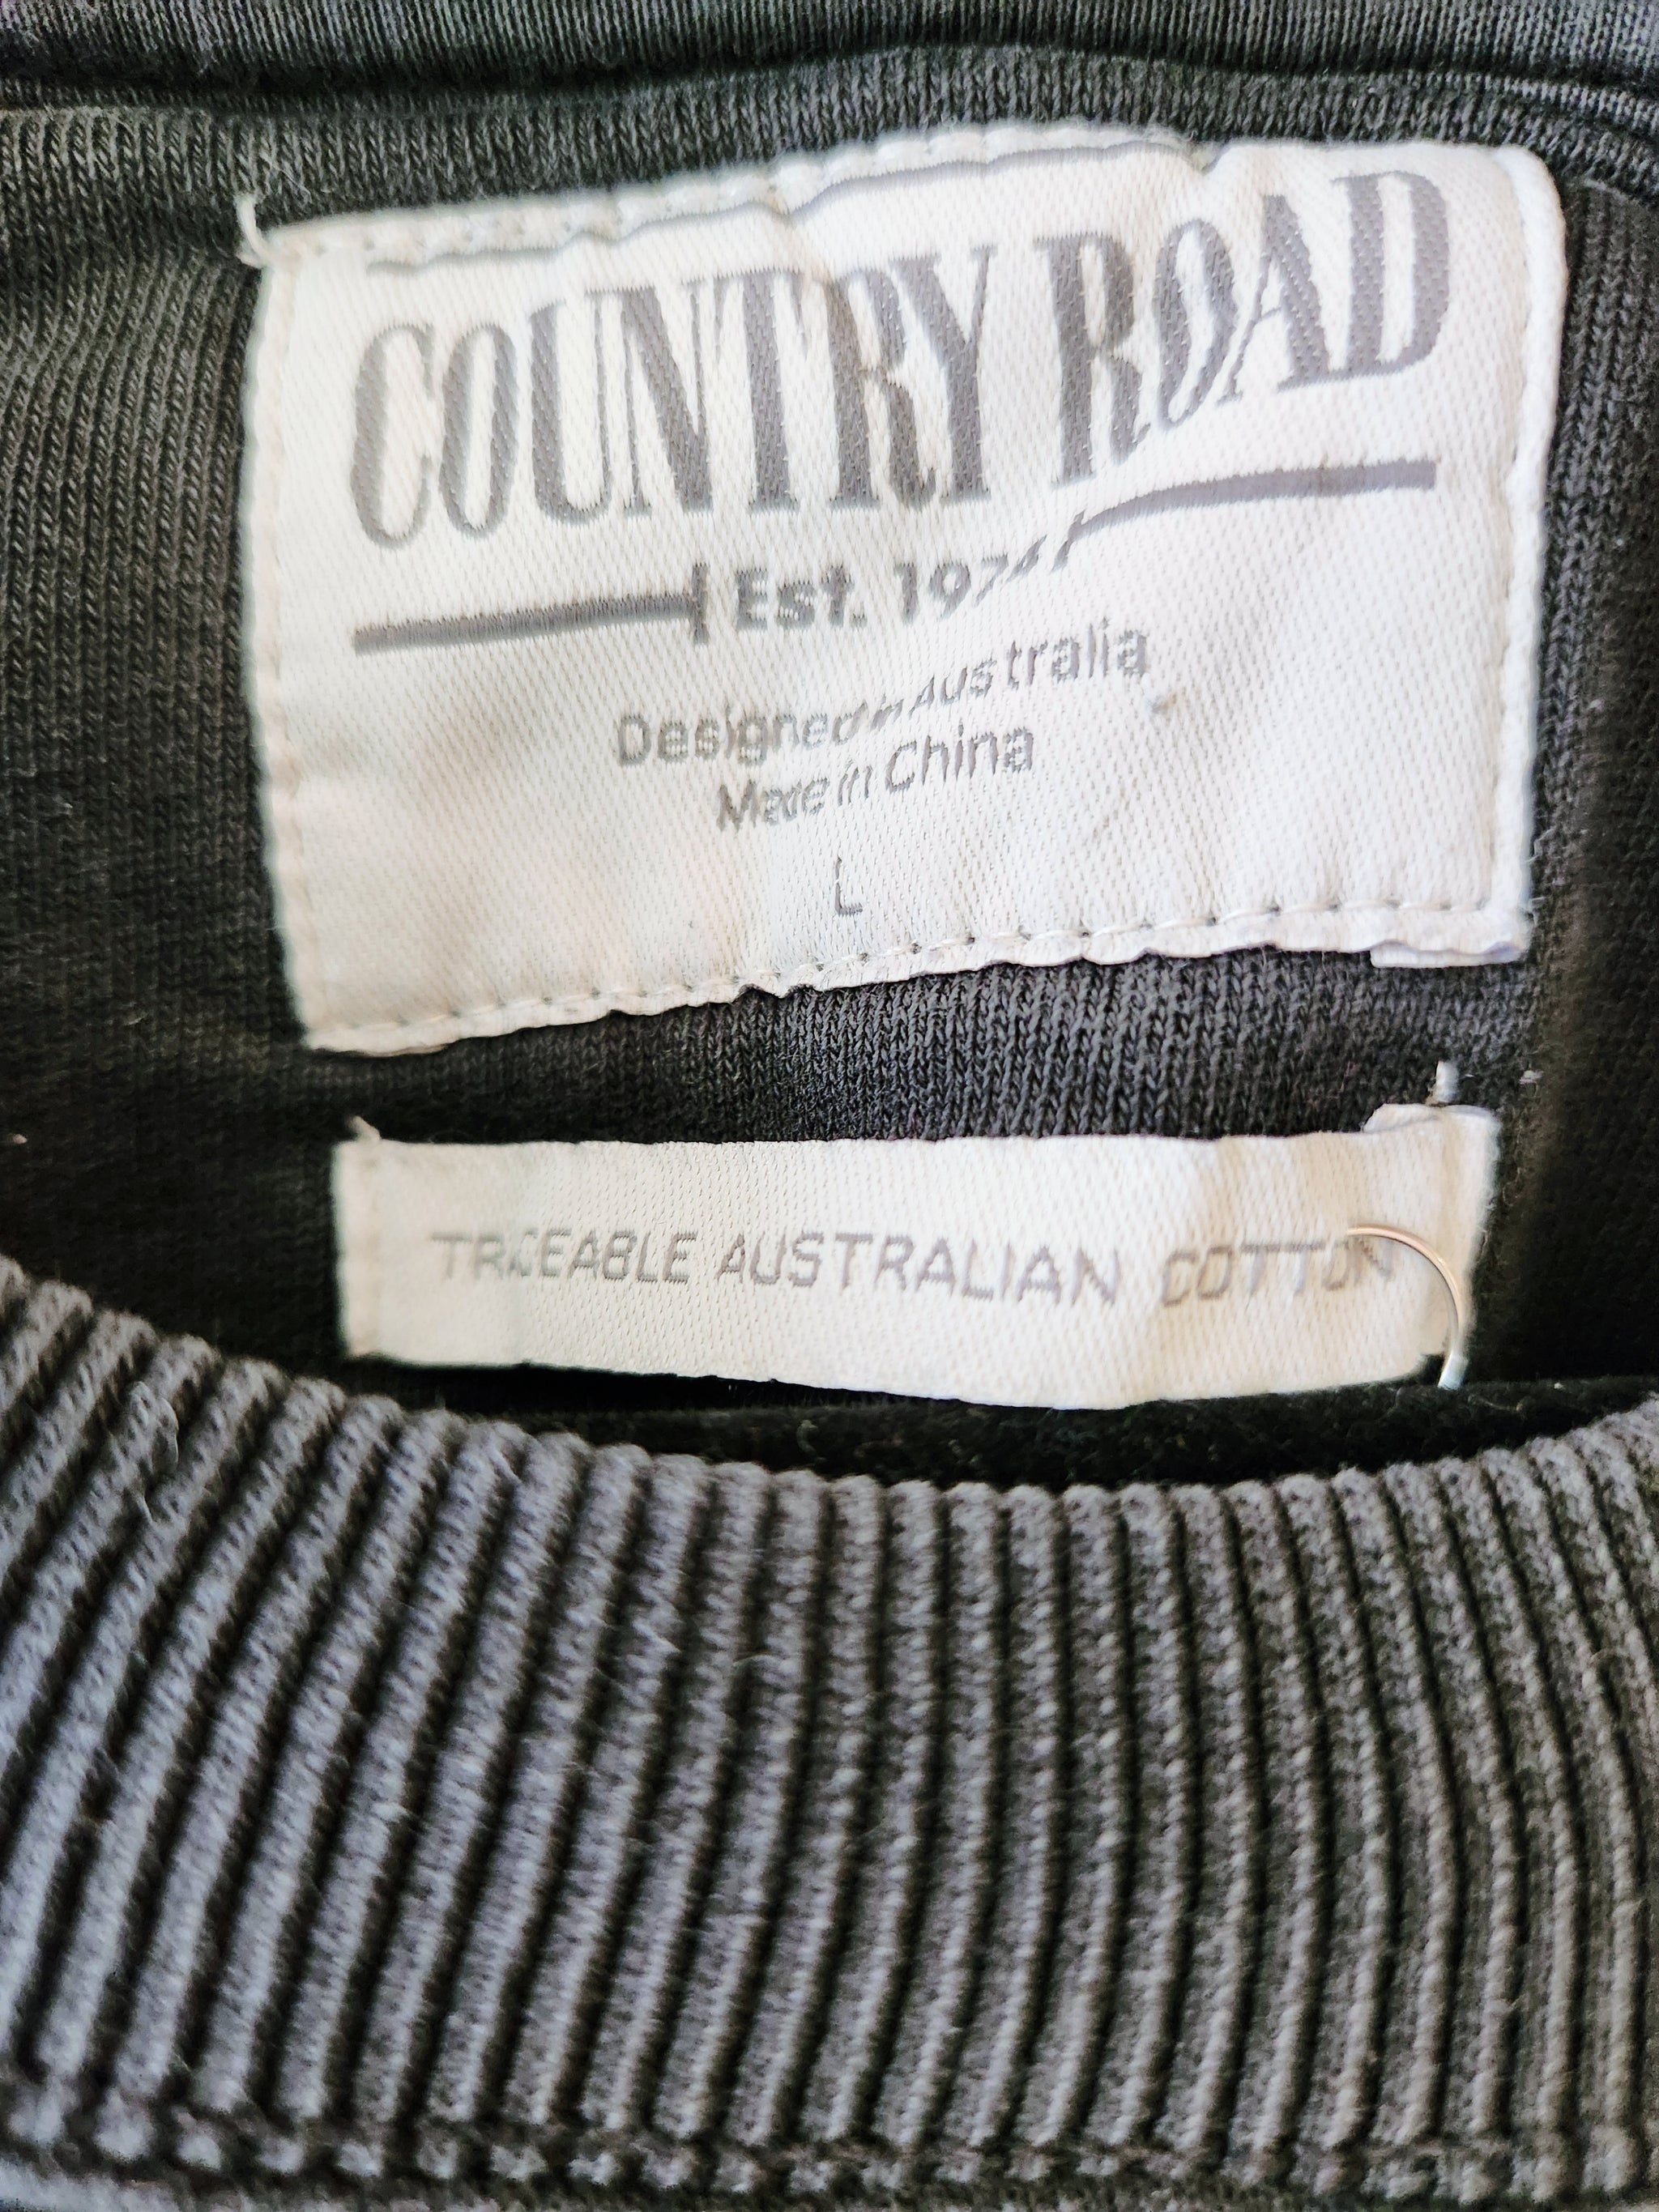 COUNTRY ROAD
Est. 1974
Designed in Australia
Made in China
L
TRACEABLE AUSTRALIAN COTTON